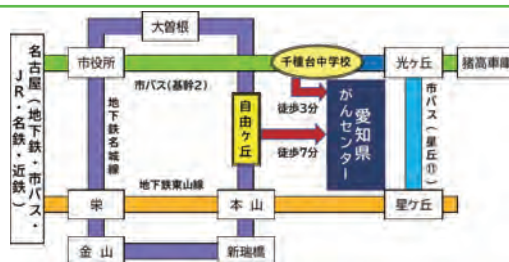 大曽根
名古屋（地下鉄・市バス・
JR・名鉄・近鉄）
市役所
千種台中学校
光ヶ丘
猪高車庫
市バス（基幹2）
地下鉄名城線
自由ヶ丘
徒歩3分
徒歩7分
愛知県
がんセンター
市バス（星丘⑪）
地下鉄東山線
栄
本山
星ケ丘
金山
新瑞橋